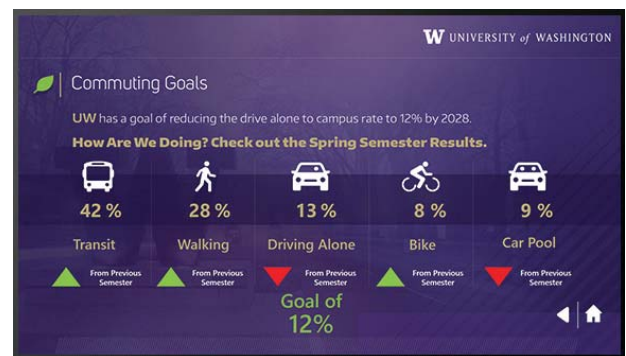 W UNIVERSITY of WASHINGTON
Commuting Goals
UW has a goal of reducing the drive alone to campus rate to 12% by 2028.
How Are We Doing? Check out the Spring Semester Results.
42 %
28 %
13 %
8 %
9 %
Transit
Walking
Driving Alone
Bike
Car Pool
From Previous
Semester
From Previous
Semester
From Previous
Semester
From Previous
Semester
From Previous
Semester
Goal of
12%